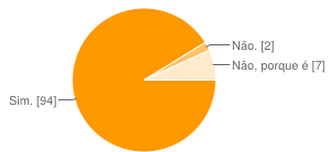 Não. [2]
Não, porque é [7]
Sim. [94]